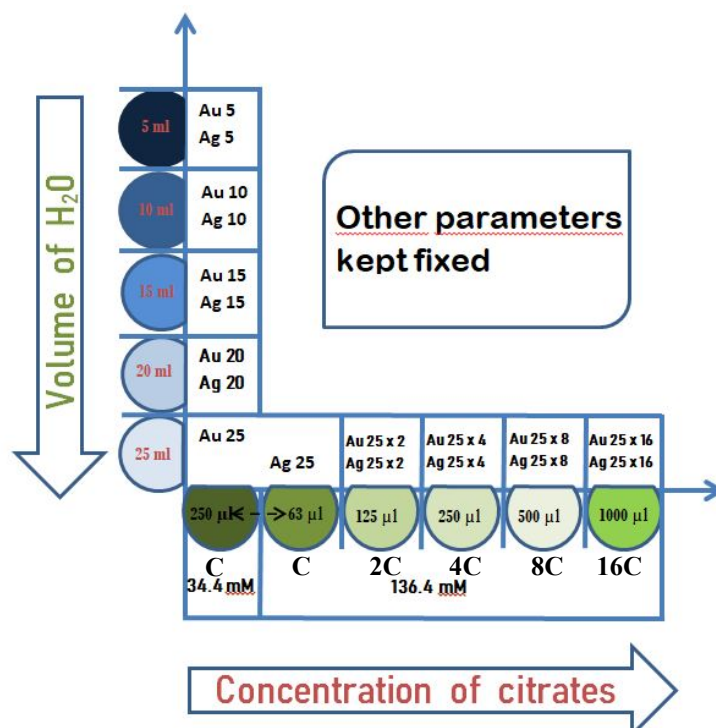 Volume of H₂O
5 ml
Au 5
Ag 5
10 ml
Au 10
Ag 10
15 ml
Au 15
Ag 15
20 ml
Au 20
Ag 20
25 ml
Au 25
Ag 25
Au 25 x 2
Ag 25 x 2
Au 25 x 4
Ag 25 x 4
Au 25 x 8
Ag 25 x 8
Au 25 x 16
Ag 25 x 16
Other parameters
kept fixed
250 µl
63 µl
125 µl
250 µl
500 µl
1000 µl
C
C
2C
4C
8C
16C
34.4 mM
136.4 mM
Concentration of citrates